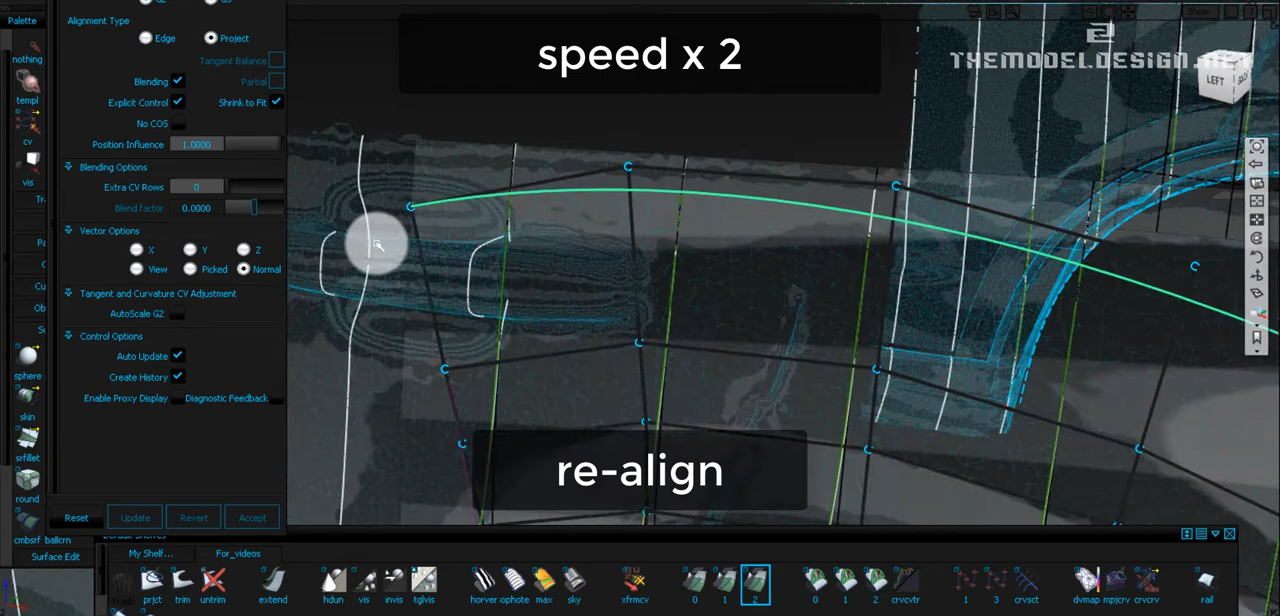 speed x 2
THEMODELDESIGN.NET
LEFT
BACK
Show
Palette
nothing
templ
cv
vis
sphere
skin
srfillet
round
cmbsrf ballcrn
Surface Edit
Alignment Type
Edge
Project
Tangent Balance
Blending
Partial
Explicit Control
Shrink to Fit
No COS
Position Influence 1.0000
Blending Options
Extra CV Rows 0
Blend factor 0.0000
Vector Options
X Y Z
View Picked Normal
Tangent and Curvature CV Adjustment
AutoScale G2
Control Options
Auto Update
Create History
Enable Proxy Display Diagnostic Feedback
Reset Update Revert Accept
re-align
Default Shelves
My Shelf... For_videos
Trash prjct trim untrim extend hdun vis invis tglvis horver ophote max sky xfrmcv 0 1 2 0 1 2 crvcvtr 1 3 crvsct dvmap mpjcrv crvcrv rail